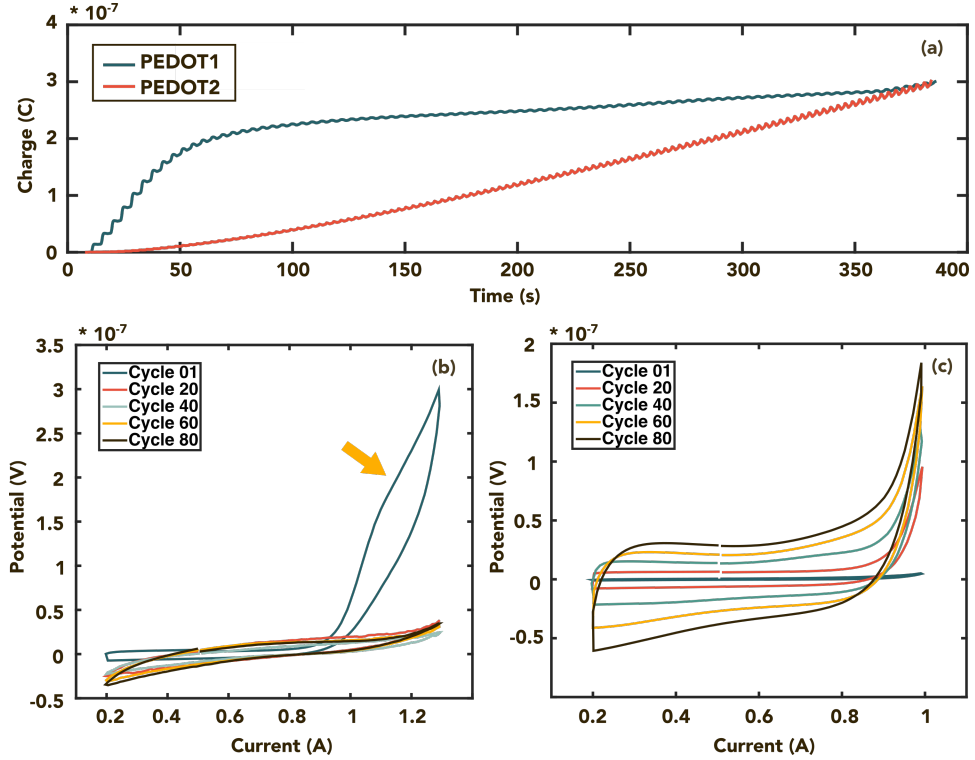 * 10⁻⁷
4
(a)
PEDOT1
PEDOT2
3
2
1
0
Charge (C)
0 50 100 150 200 250 300 350 400
Time (s)
* 10⁻⁷
3.5
(b)
Cycle 01
Cycle 20
Cycle 40
Cycle 60
Cycle 80
3
2.5
2
1.5
1
0.5
0
-0.5
Potential (V)
0.2 0.4 0.6 0.8 1 1.2
Current (A)
* 10⁻⁷
2
(c)
Cycle 01
Cycle 20
Cycle 40
Cycle 60
Cycle 80
1.5
1
0.5
0
-0.5
Potential (V)
0.2 0.4 0.6 0.8 1
Current (A)